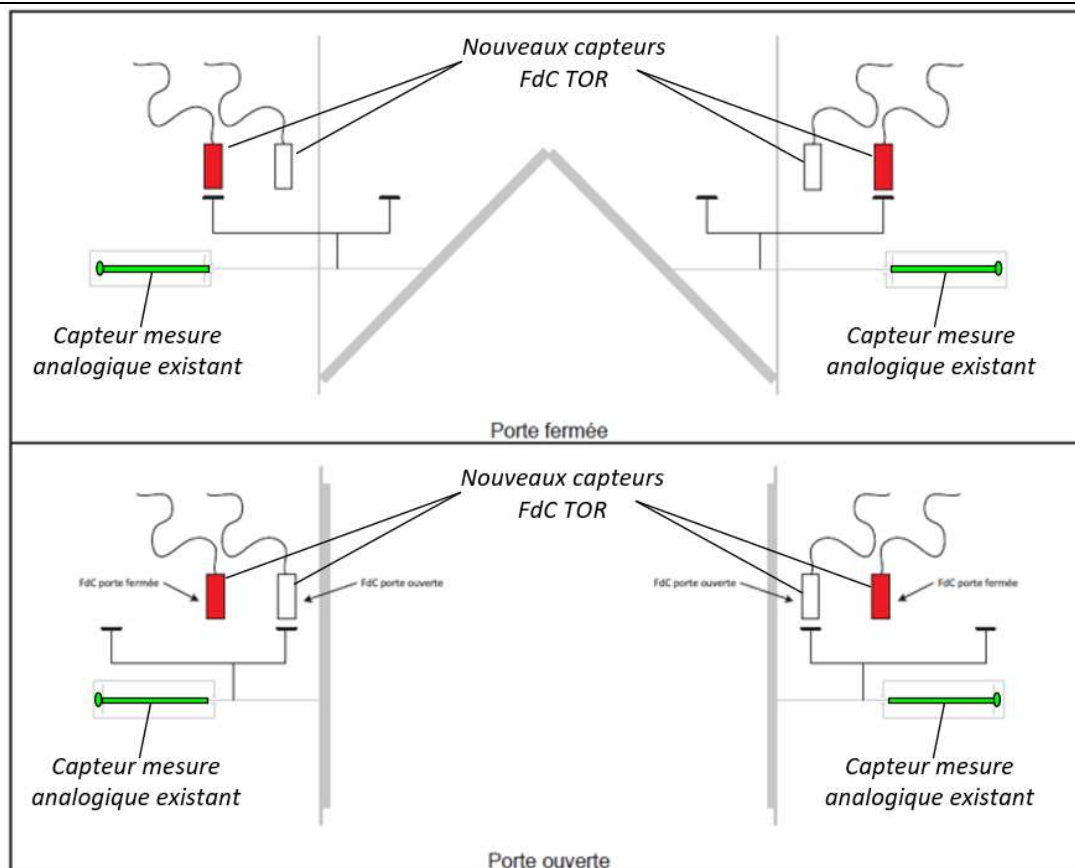 Nouveaux capteurs
FdC TOR
Capteur mesure
analogique existant
Capteur mesure
analogique existant
Porte fermée
Nouveaux capteurs
FdC TOR
FdC porte fermée
FdC porte ouverte
FdC porte ouverte
FdC porte fermée
Capteur mesure
analogique existant
Capteur mesure
analogique existant
Porte ouverte